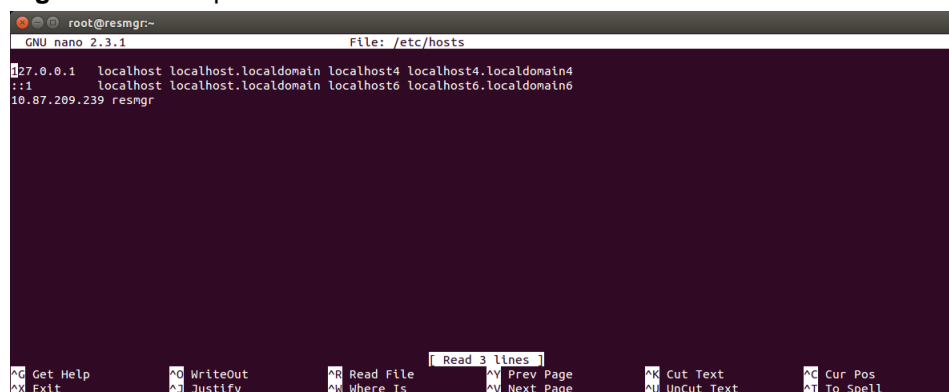 root@resmgr:~
GNU nano 2.3.1 File: /etc/hosts
127.0.0.1 localhost localhost.localdomain localhost4 localhost4.localdomain4
::1 localhost localhost.localdomain localhost6 localhost6.localdomain6
10.87.209.239 resmgr
[ Read 3 lines ]
^G Get Help ^O WriteOut ^R Read File ^Y Prev Page ^K Cut Text ^C Cur Pos
^X Exit ^J Justify ^W Where Is ^V Next Page ^U UnCut Text ^T To Spell